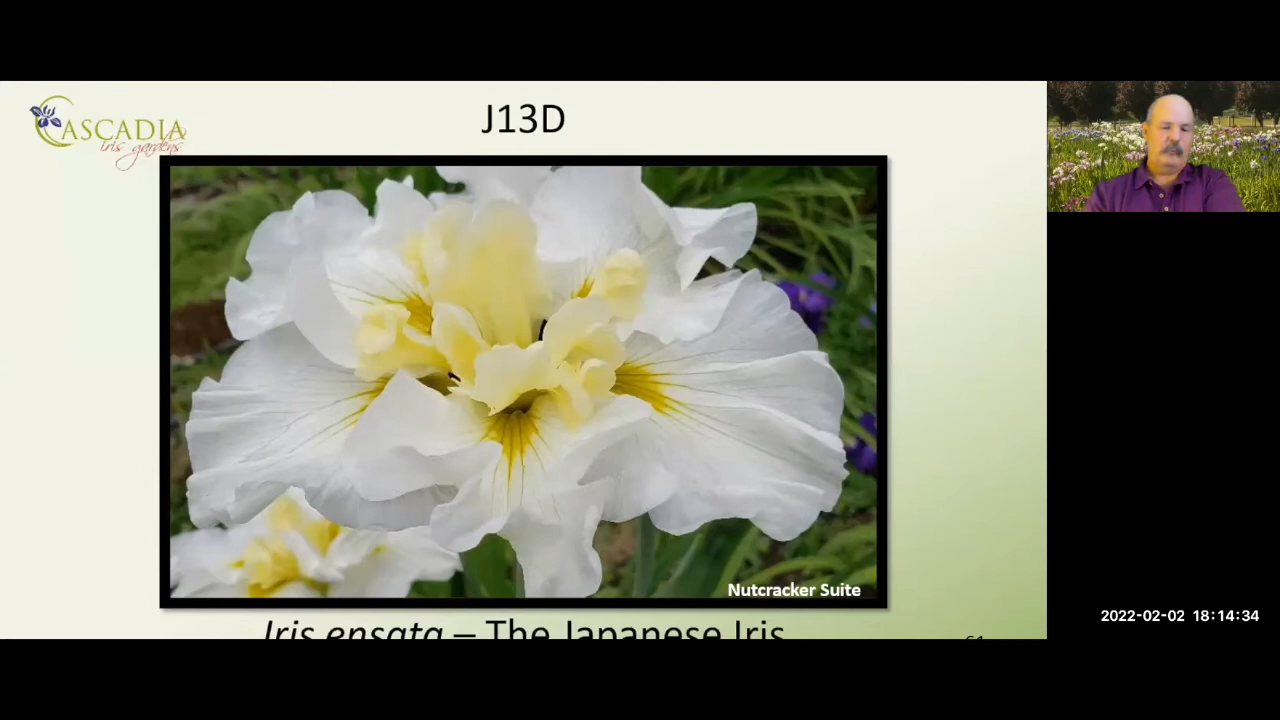 CASCADIA
iris gardens
J13D
Nutcracker Suite
Iris ensata – The Japanese Iris
2022-02-02 18:14:34